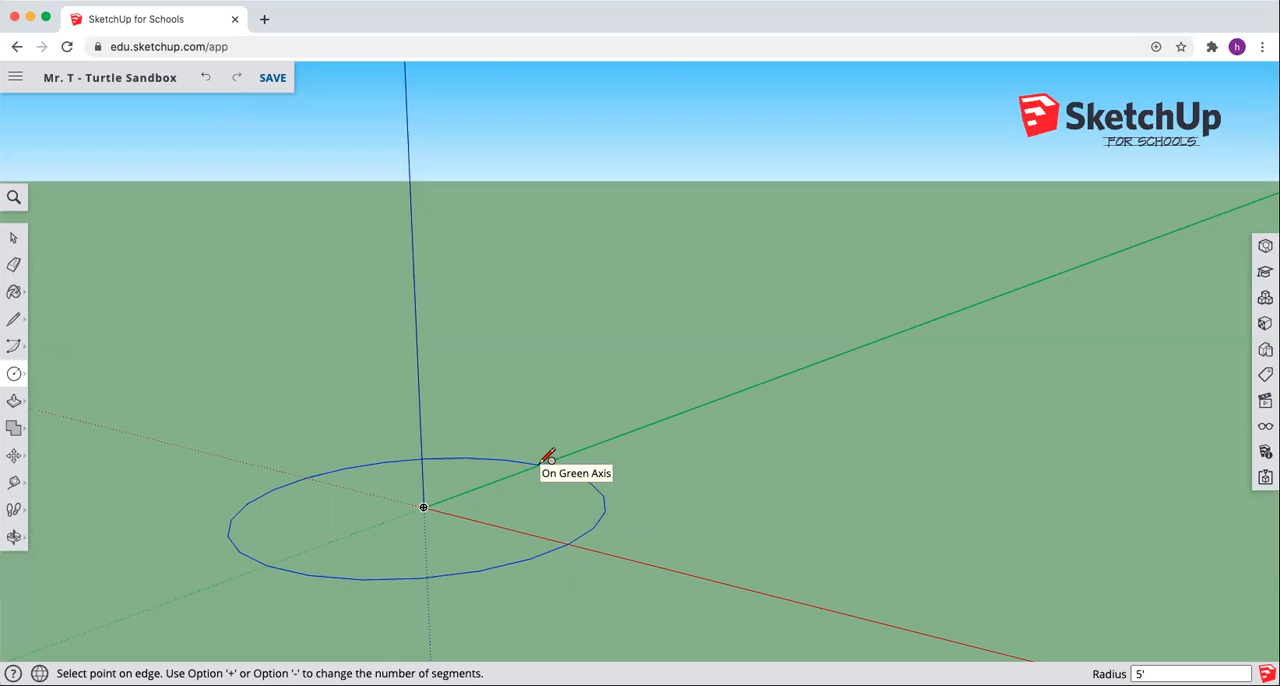 SketchUp for Schools
edu.sketchup.com/app
h
Mr. T - Turtle Sandbox
SAVE
SketchUp
FOR SCHOOLS
On Green Axis
Select point on edge. Use Option '+' or Option '-' to change the number of segments.
Radius 5'